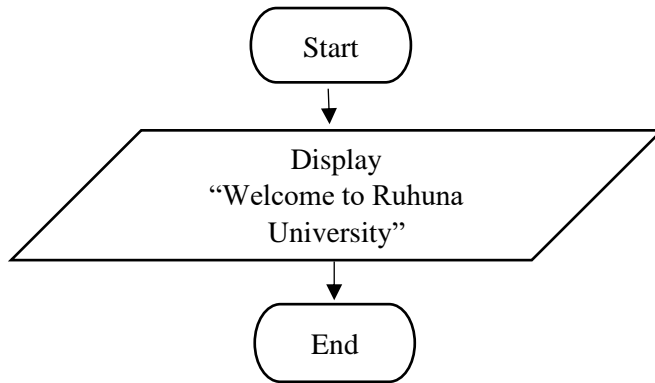 Start
Display
“Welcome to Ruhuna
University”
End